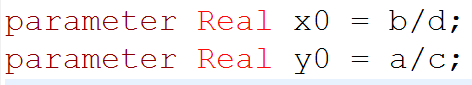 parameter Real x0 = b/d;
parameter Real y0 = a/c;